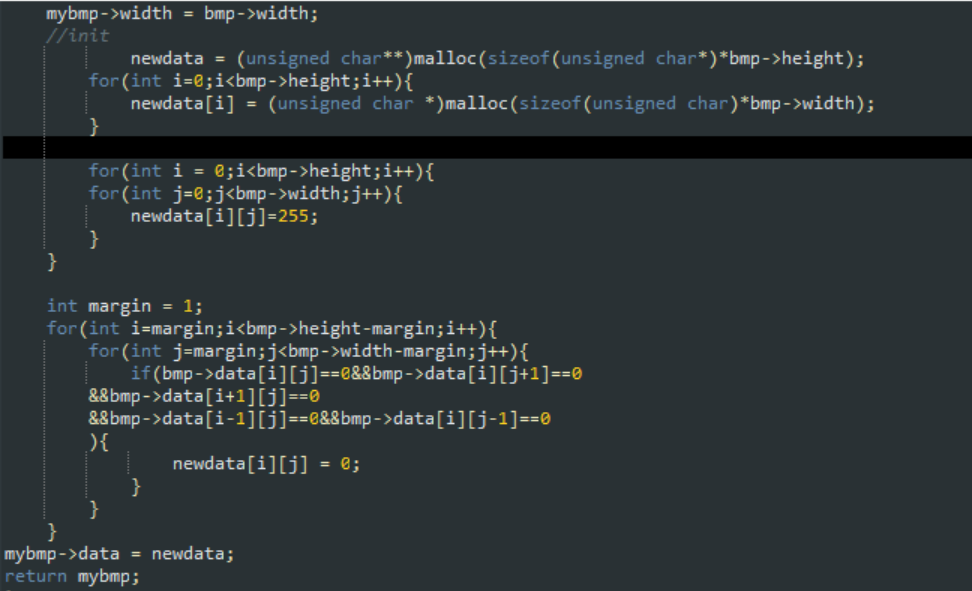 mybmp->width = bmp->width;
//init
newdata = (unsigned char**)malloc(sizeof(unsigned char*)*bmp->height);
for(int i=0;i<bmp->height;i++){
newdata[i] = (unsigned char *)malloc(sizeof(unsigned char)*bmp->width);
}
for(int i = 0;i<bmp->height;i++){
for(int j=0;j<bmp->width;j++){
newdata[i][j]=255;
}
}
int margin = 1;
for(int i=margin;i<bmp->height-margin;i++){
for(int j=margin;j<bmp->width-margin;j++){
if(bmp->data[i][j]==0&&bmp->data[i][j+1]==0
&&bmp->data[i+1][j]==0
&&bmp->data[i-1][j]==0&&bmp->data[i][j-1]==0
){
newdata[i][j] = 0;
}
}
}
mybmp->data = newdata;
return mybmp;